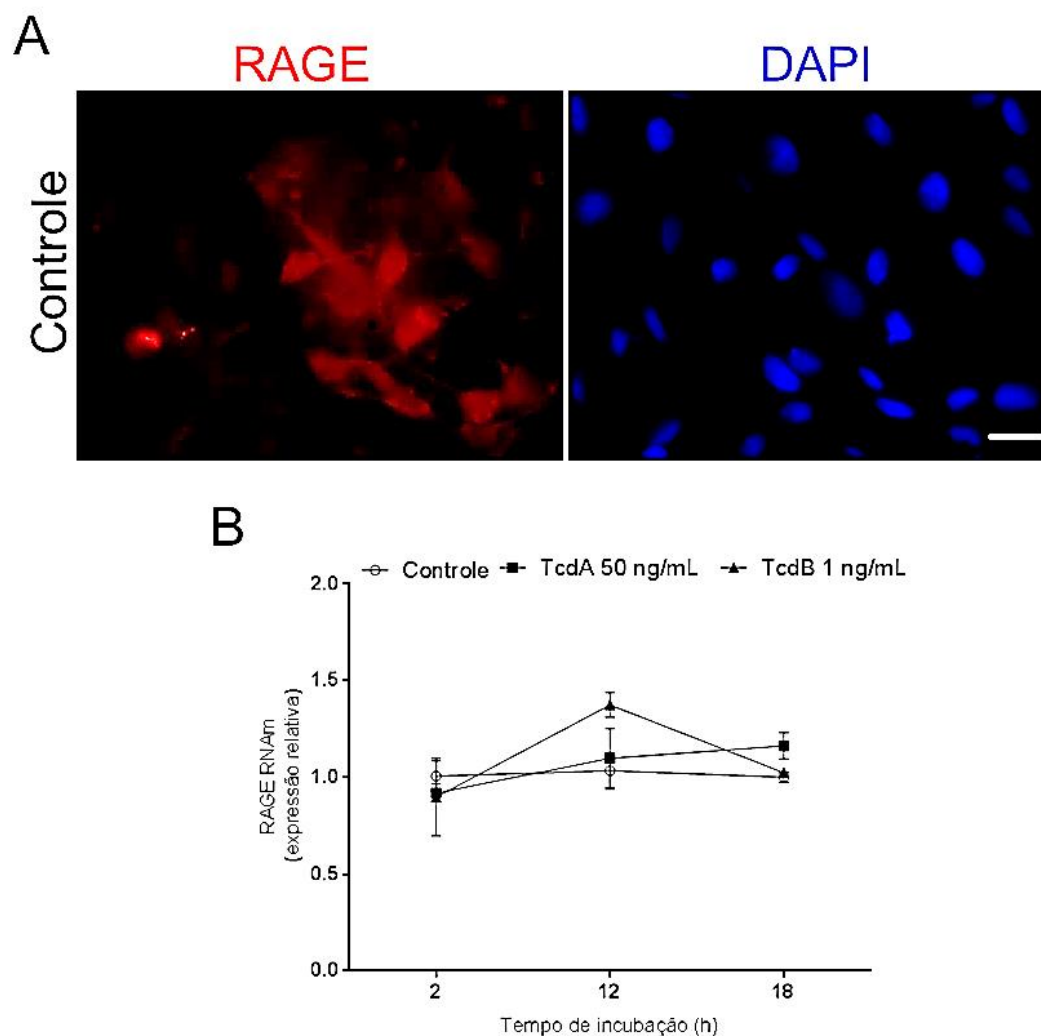 A
RAGE DAPI
Controle
B
Controle TcdA 50 ng/mL TcdB 1 ng/mL
2.0
1.5
1.0
0.5
0.0
RAGE RNAm
(expressão relativa)
2 12 18
Tempo de incubação (h)